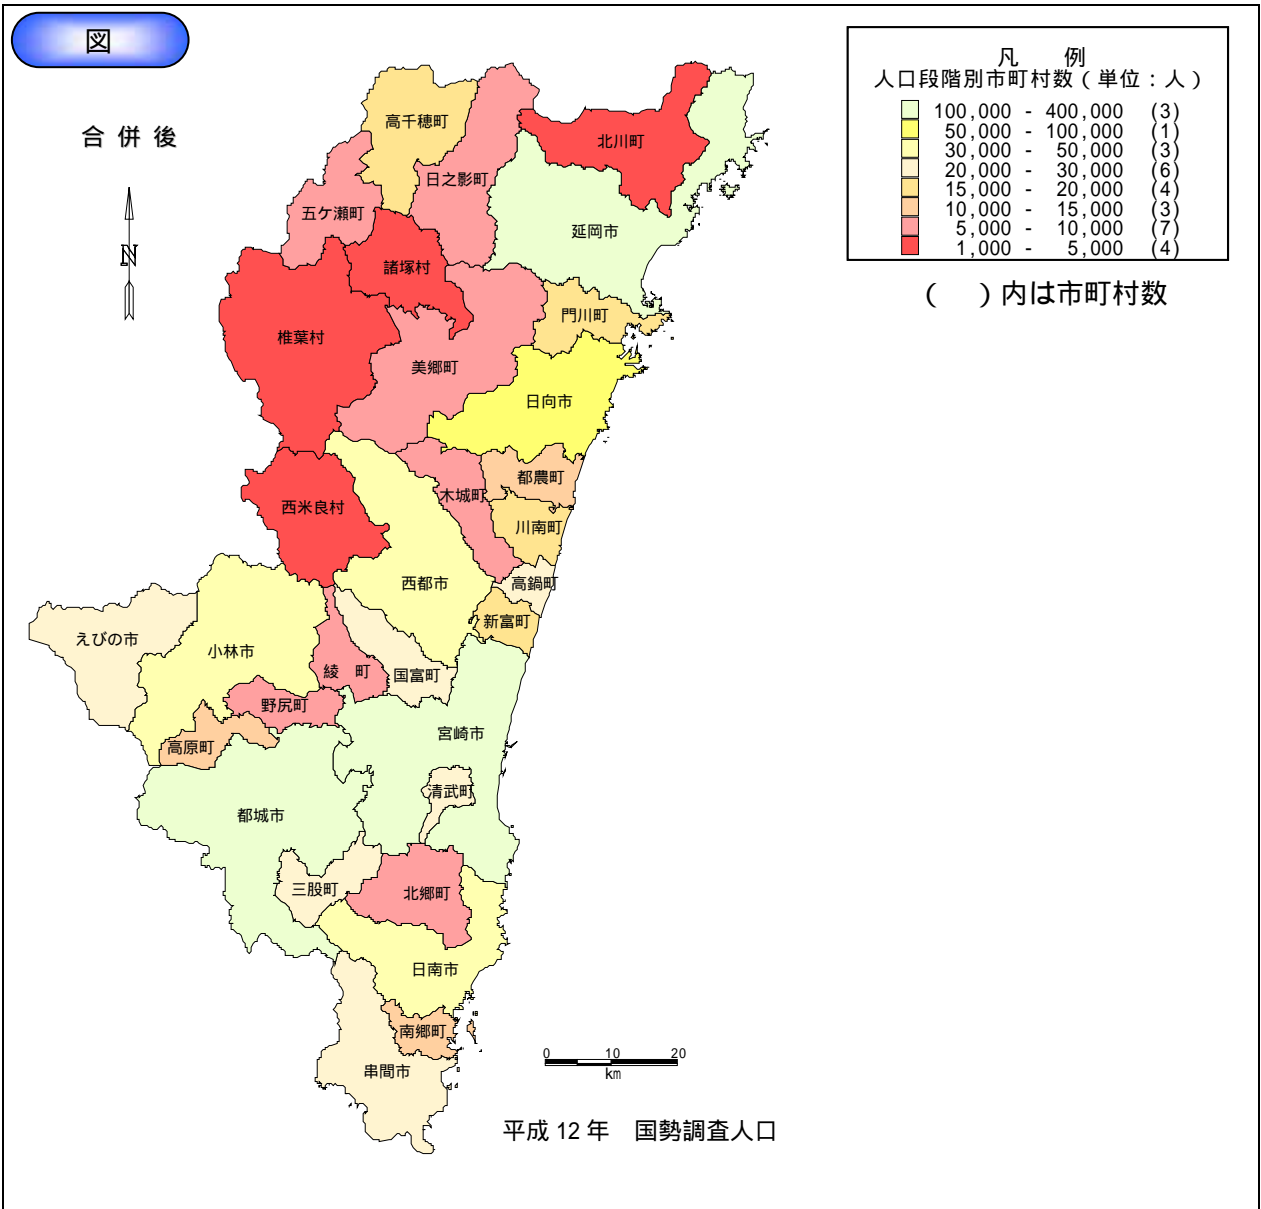 図
合併後
N
凡　例
人口段階別市町村数(単位：人)
100,000 - 400,000 (3)
50,000 - 100,000 (1)
30,000 - 50,000 (3)
20,000 - 30,000 (6)
15,000 - 20,000 (4)
10,000 - 15,000 (3)
5,000 - 10,000 (7)
1,000 - 5,000 (4)
(　)内は市町村数
高千穂町
北川町
日之影町
五ケ瀬町
延岡市
諸塚村
門川町
椎葉村
美郷町
日向市
都農町
木城町
西米良村
川南町
西都市
高鍋町
新富町
えびの市
小林市
綾　町
国富町
野尻町
宮崎市
高原町
清武町
都城市
三股町
北郷町
日南市
南郷町
串間市
0 10 20
km
平成12年　国勢調査人口